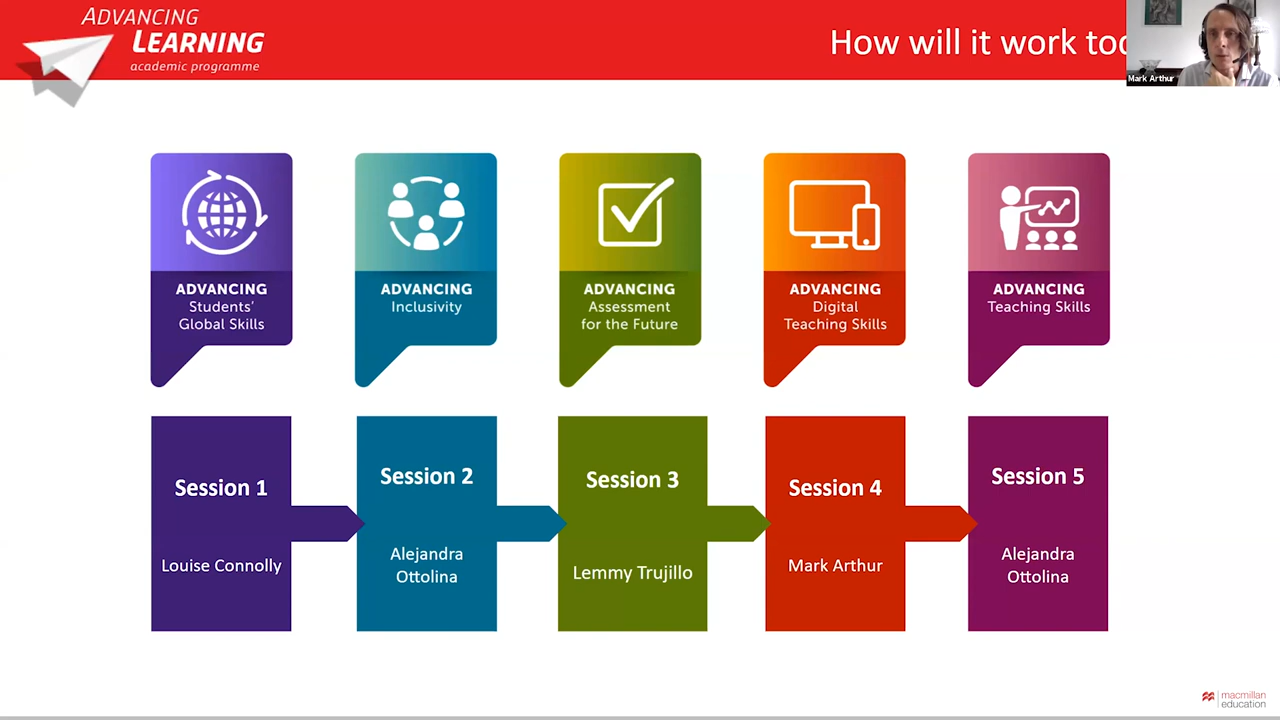 ADVANCING
LEARNING
academic programme
How will it work
Mark Arthur
ADVANCING
Students'
Global Skills
ADVANCING
Inclusivity
ADVANCING
Assessment
for the Future
ADVANCING
Digital
Teaching Skills
ADVANCING
Teaching Skills
Session 1
Louise Connolly
Session 2
Alejandra
Ottolina
Session 3
Lemmy Trujillo
Session 4
Mark Arthur
Session 5
Alejandra
Ottolina
macmillan
education